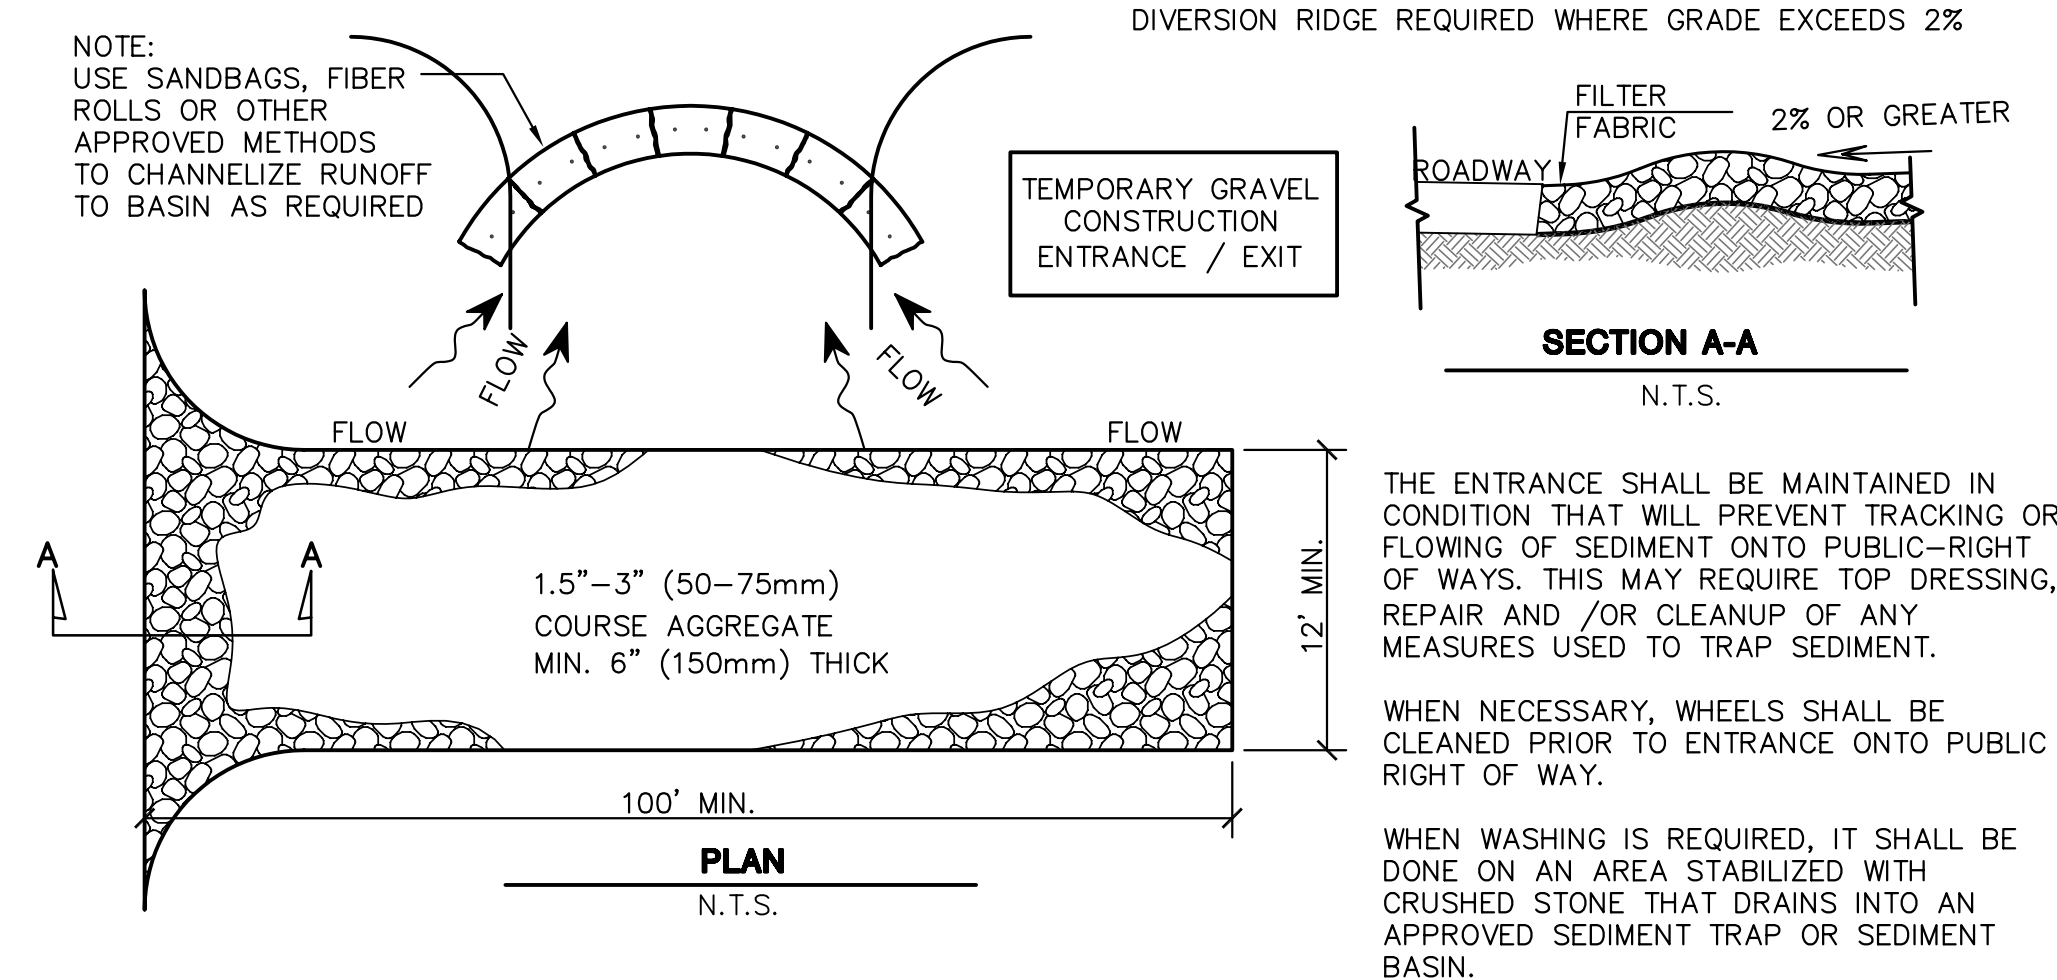 DIVERSION RIDGE REQUIRED WHERE GRADE EXCEEDS 2%
NOTE:
USE SANDBAGS, FIBER
ROLLS OR OTHER
APPROVED METHODS
TO CHANNELIZE RUNOFF
TO BASIN AS REQUIRED
TEMPORARY GRAVEL
CONSTRUCTION
ENTRANCE / EXIT
FILTER
FABRIC
2% OR GREATER
ROADWAY
SECTION A-A
N.T.S.
FLOW
FLOW
FLOW
FLOW
A
A
1.5"-3" (50-75mm)
COURSE AGGREGATE
MIN. 6" (150mm) THICK
12' MIN.
100' MIN.
PLAN
N.T.S.
THE ENTRANCE SHALL BE MAINTAINED IN
CONDITION THAT WILL PREVENT TRACKING OR
FLOWING OF SEDIMENT ONTO PUBLIC-RIGHT
OF WAYS. THIS MAY REQUIRE TOP DRESSING,
REPAIR AND /OR CLEANUP OF ANY
MEASURES USED TO TRAP SEDIMENT.
WHEN NECESSARY, WHEELS SHALL BE
CLEANED PRIOR TO ENTRANCE ONTO PUBLIC
RIGHT OF WAY.
WHEN WASHING IS REQUIRED, IT SHALL BE
DONE ON AN AREA STABILIZED WITH
CRUSHED STONE THAT DRAINS INTO AN
APPROVED SEDIMENT TRAP OR SEDIMENT
BASIN.